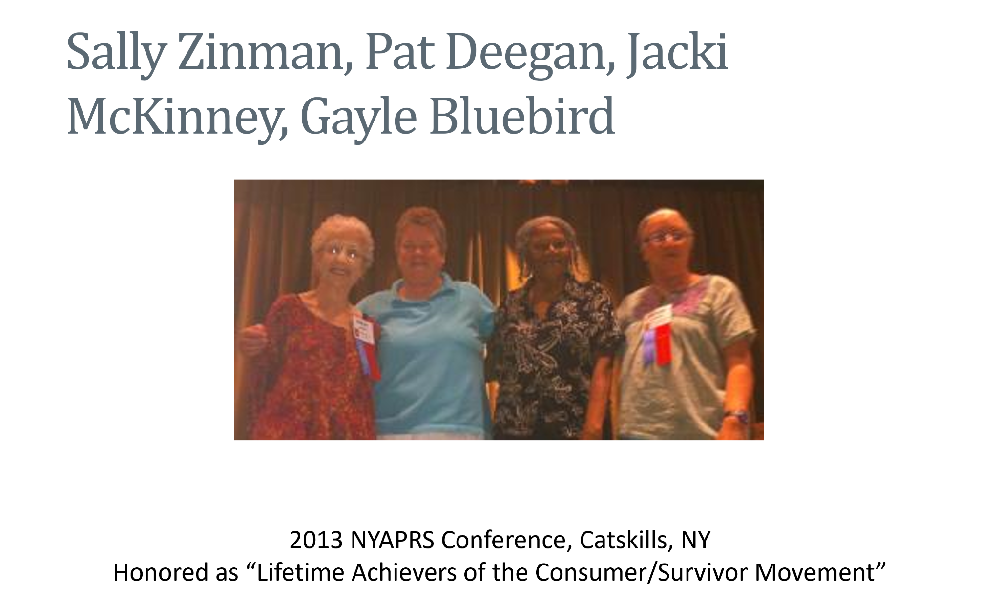 Sally Zinman, Pat Deegan, Jacki
McKinney, Gayle Bluebird
2013 NYAPRS Conference, Catskills, NY
Honored as “Lifetime Achievers of the Consumer/Survivor Movement”